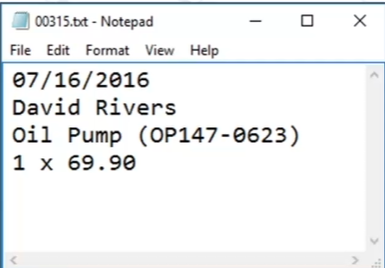 00315.txt - Notepad
File Edit Format View Help
07/16/2016
David Rivers
Oil Pump (OP147-0623)
1 x 69.90